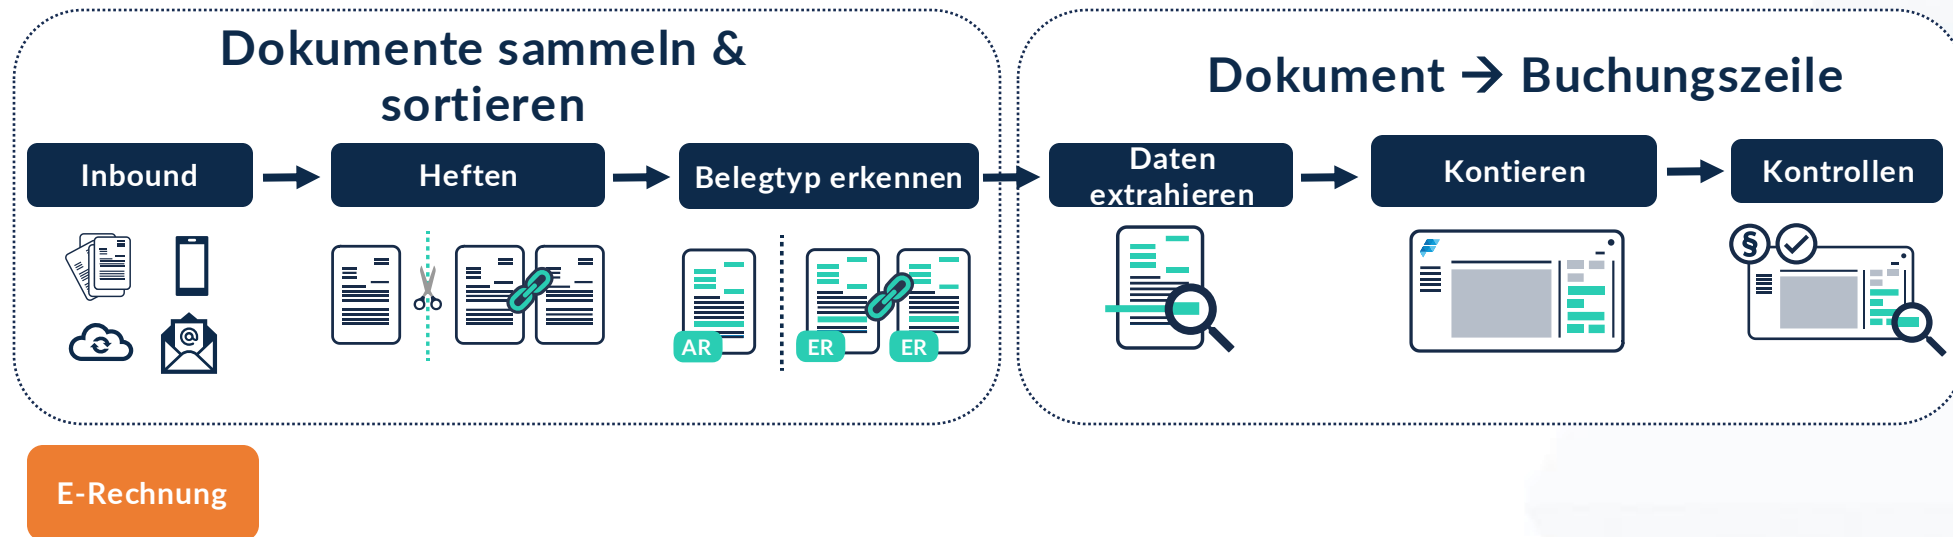 Dokumente sammeln &
sortieren
Dokument → Buchungszeile
Inbound
Heften
Belegtyp erkennen
Daten
extrahieren
Kontieren
Kontrollen
@
AR
ER
ER
§
E-Rechnung